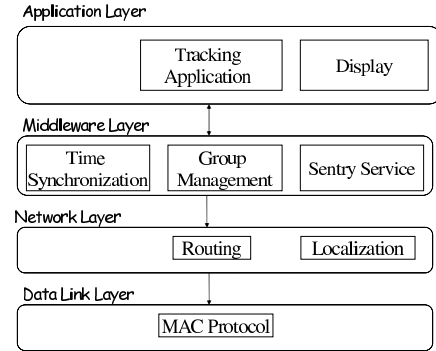 Application Layer
Tracking
Application
Display
Middleware Layer
Time
Synchronization
Group
Management
Sentry Service
Network Layer
Routing
Localization
Data Link Layer
MAC Protocol